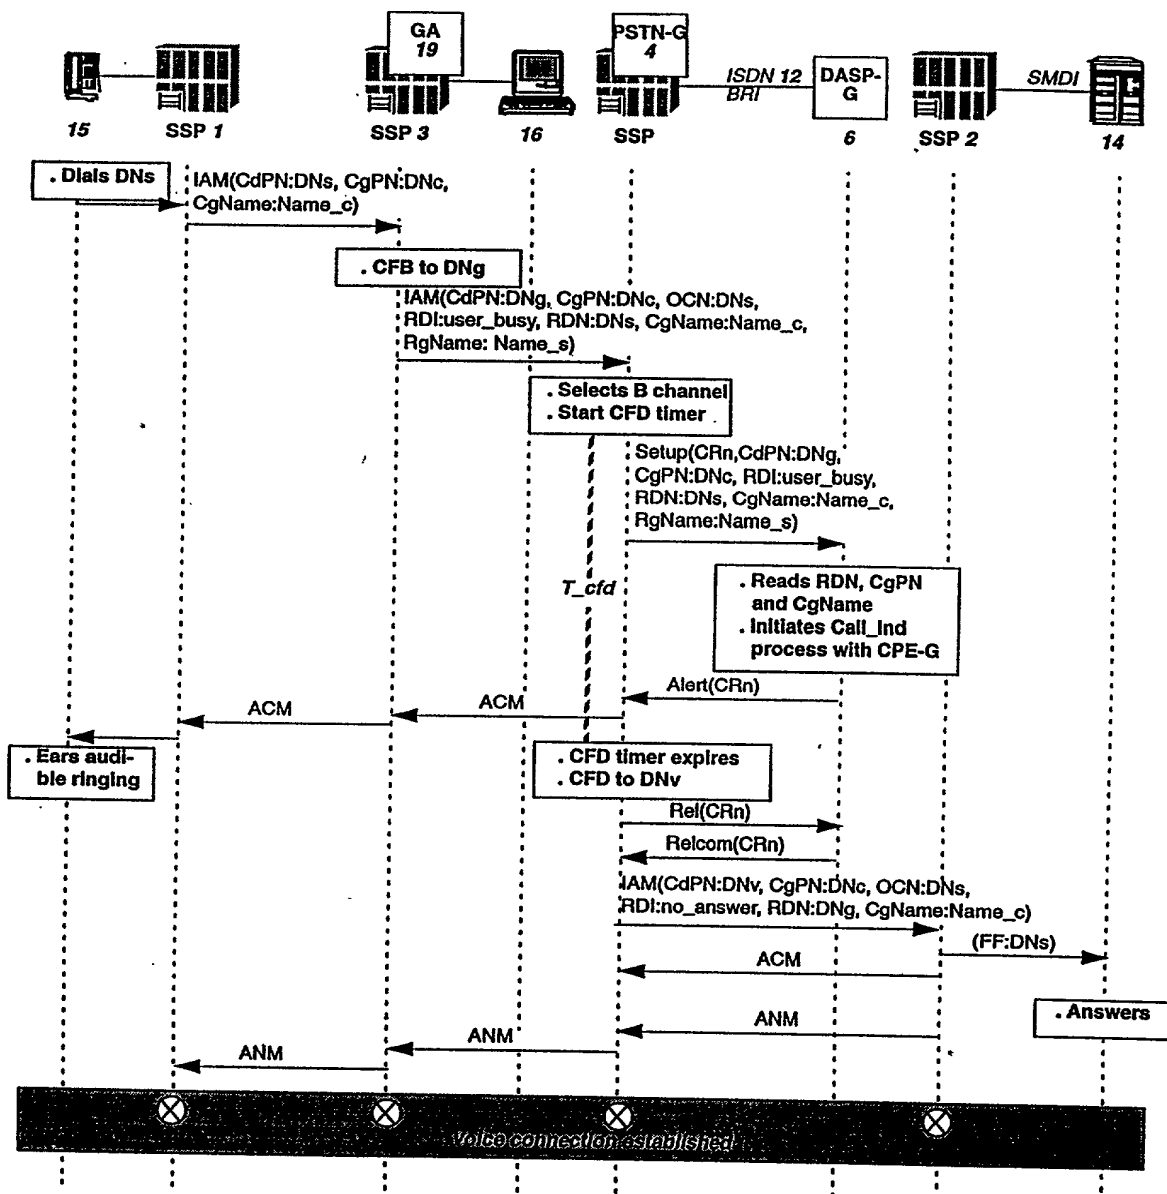 GA
19
PSTN-G
4
ISDN 12
BRI
DASP-
G
SMDI
15
SSP 1
SSP 3
16
SSP
6
SSP 2
14
. Dials DNs
IAM(CdPN:DNs, CgPN:DNc,
CgName:Name_c)
. CFB to DNg
IAM(CdPN:DNg, CgPN:DNc, OCN:DNs,
RDI:user_busy, RDN:DNs, CgName:Name_c,
RgName: Name_s)
. Selects B channel
. Start CFD timer
Setup(CRn,CdPN:DNg,
CgPN:DNc, RDI:user_busy,
RDN:DNs, CgName:Name_c,
RgName:Name_s)
T_cfd
. Reads RDN, CgPN
and CgName
. Initiates Call_Ind
process with CPE-G
Alert(CRn)
ACM
ACM
. Ears audi-
ble ringing
. CFD timer expires
. CFD to DNv
Rel(CRn)
Relcom(CRn)
IAM(CdPN:DNv, CgPN:DNc, OCN:DNs,
RDI:no_answer, RDN:DNg, CgName:Name_c)
(FF:DNs)
ACM
. Answers
ANM
ANM
ANM
Voice connection established